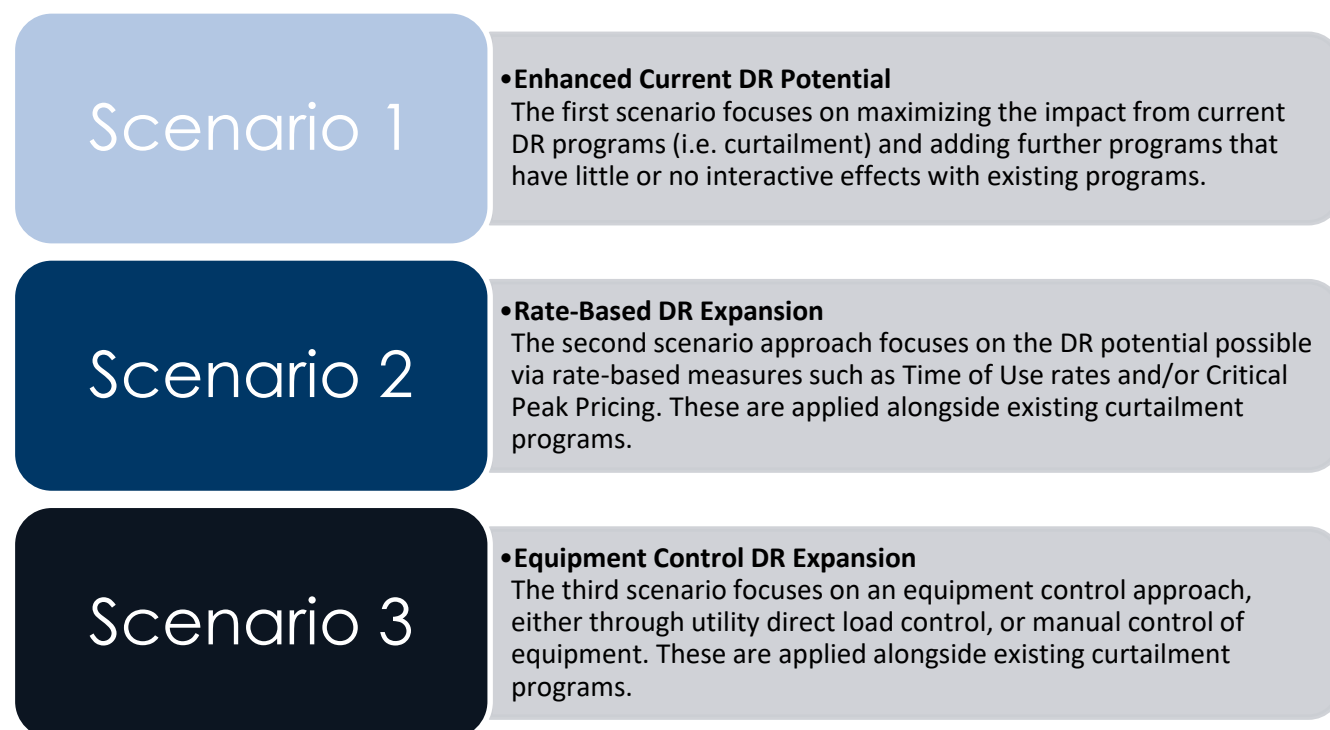 Scenario 1
•Enhanced Current DR Potential
The first scenario focuses on maximizing the impact from current
DR programs (i.e. curtailment) and adding further programs that
have little or no interactive effects with existing programs.
Scenario 2
•Rate-Based DR Expansion
The second scenario approach focuses on the DR potential possible
via rate-based measures such as Time of Use rates and/or Critical
Peak Pricing. These are applied alongside existing curtailment
programs.
Scenario 3
•Equipment Control DR Expansion
The third scenario focuses on an equipment control approach,
either through utility direct load control, or manual control of
equipment. These are applied alongside existing curtailment
programs.